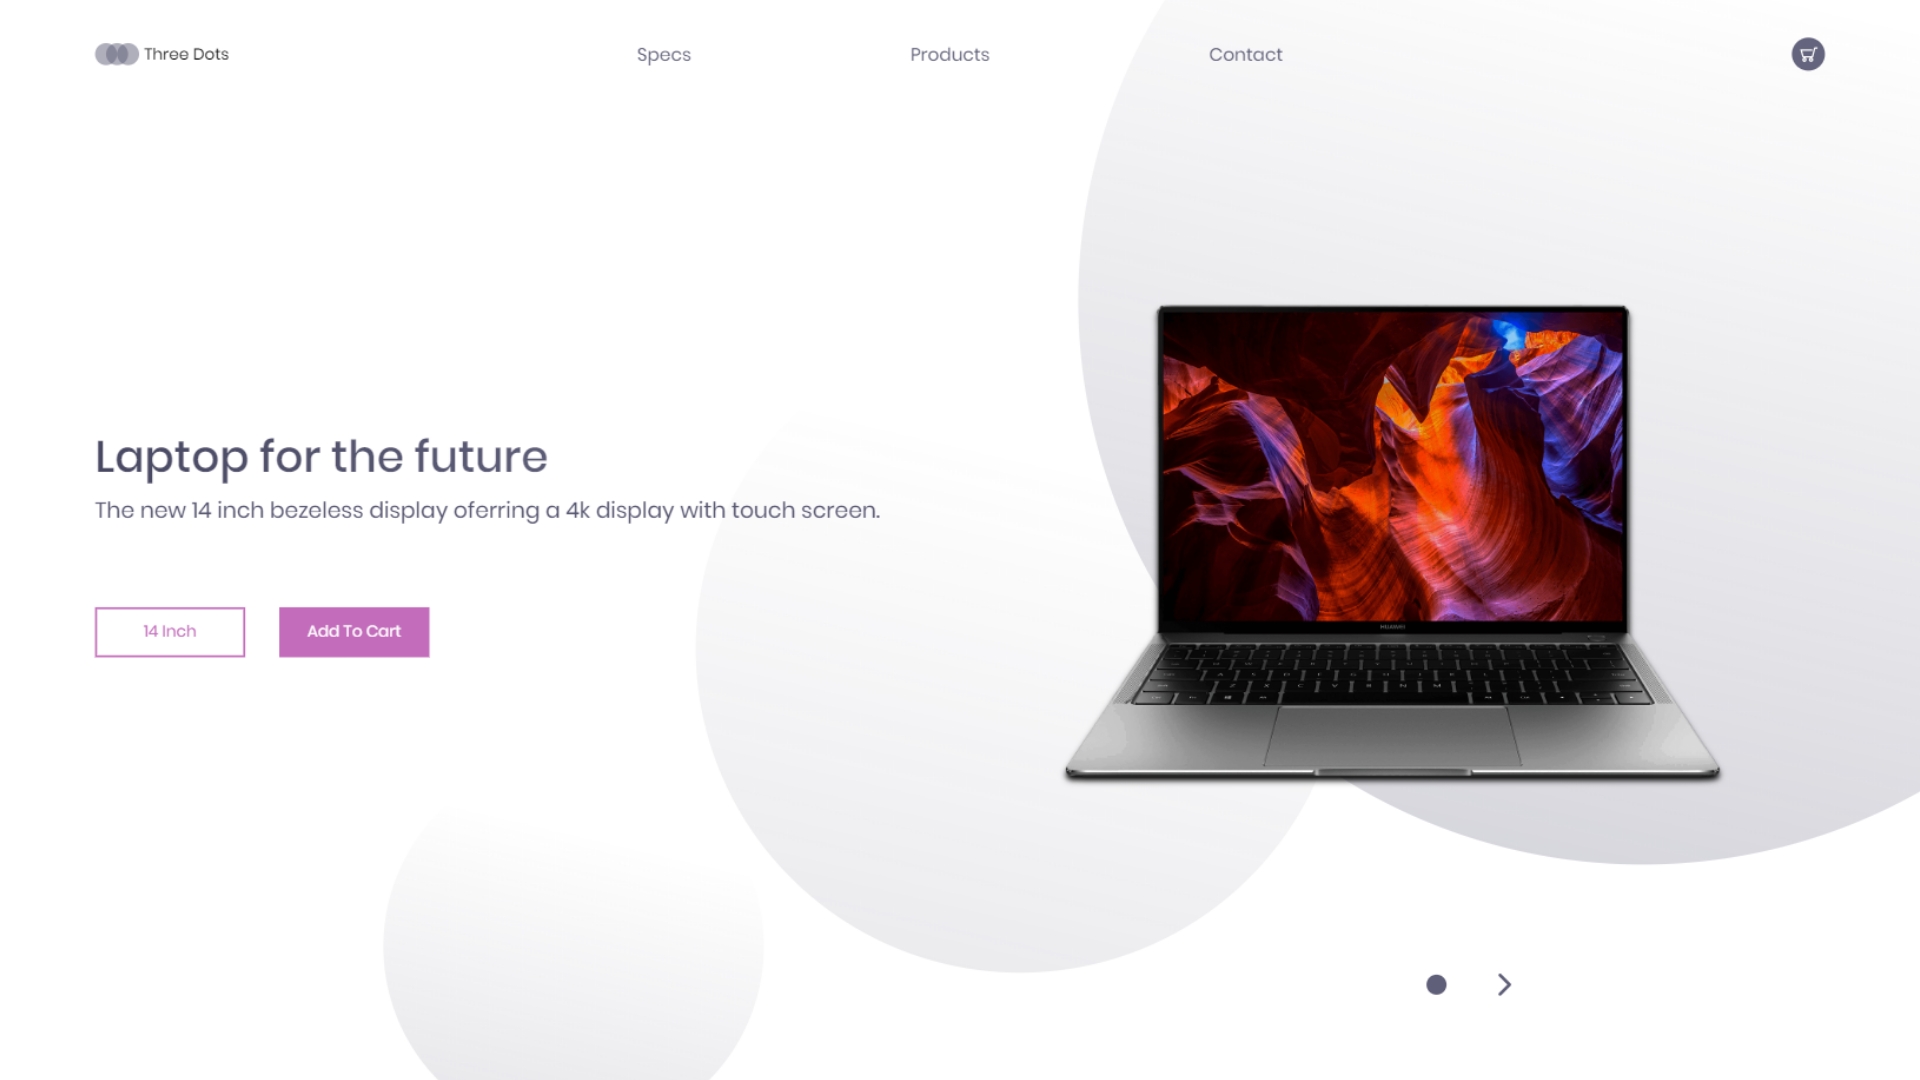 Three Dots
Specs
Products
Contact
Laptop for the future
The new 14 inch bezeless display oferring a 4k display with touch screen.
14 Inch
Add To Cart
HUAWEI